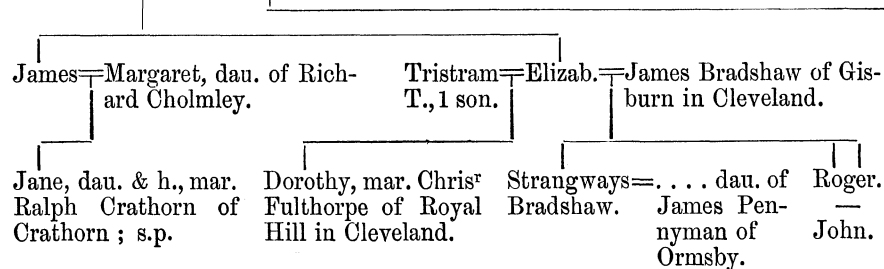 James=Margaret, dau. of Rich-
ard Cholmley.
Tristram=Elizab.=James Bradshaw of Gis-
T., 1 son.
burn in Cleveland.
Jane, dau. & h., mar.
Ralph Crathorn of
Crathorn ; s.p.
Dorothy, mar. Chrisʳ
Fulthorpe of Royal
Hill in Cleveland.
Strangways=. . . . dau. of
Bradshaw.
James Pen-
nyman of
Ormsby.
Roger.
—
John.